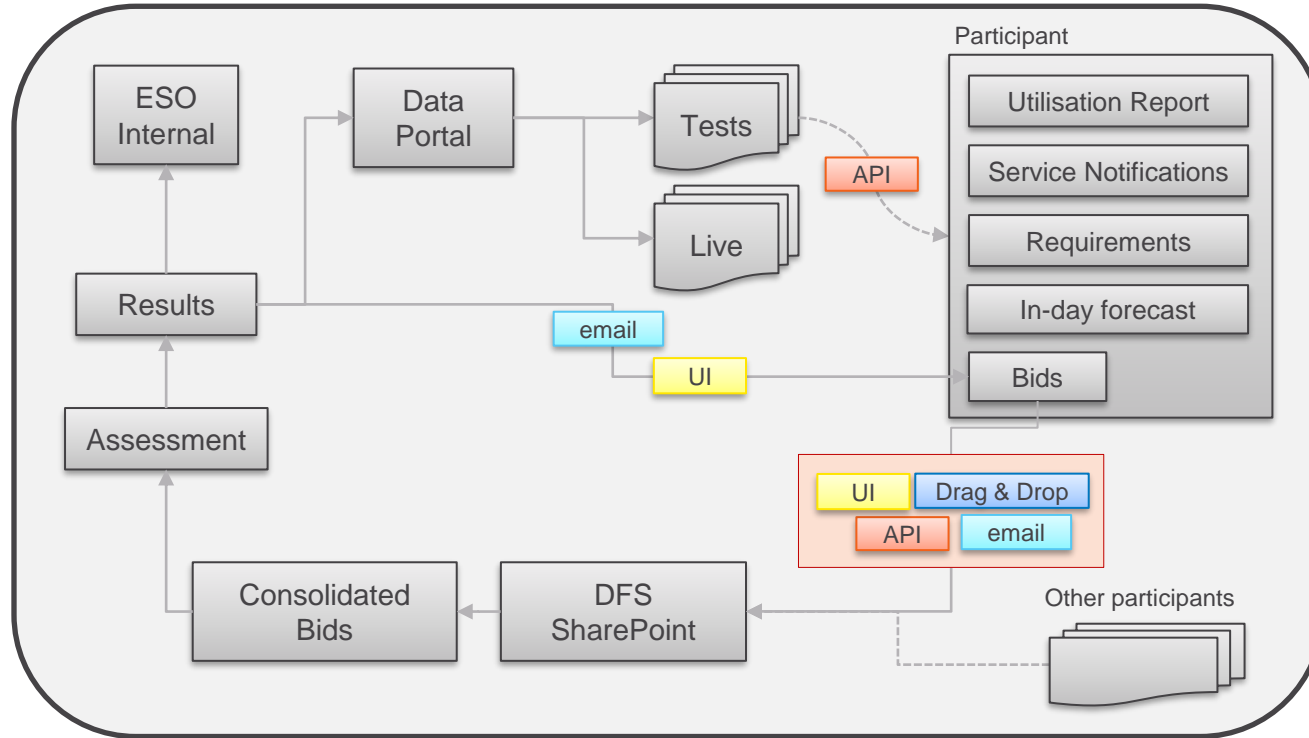 Participant
ESO
Internal
Data
Portal
Tests
Utilisation Report
API
Service Notifications
Live
Requirements
Results
In-day forecast
email
UI
Bids
Assessment
UI
Drag & Drop
API
email
Consolidated
Bids
DFS
SharePoint
Other participants